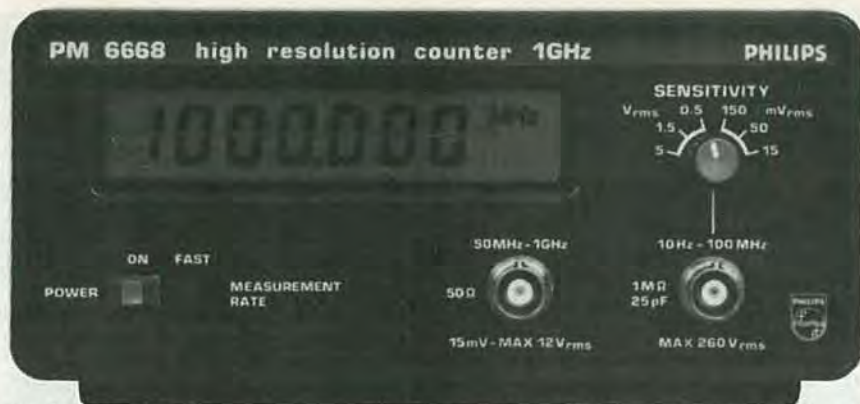 PM 6668 high resolution counter 1GHz
PHILIPS
1000.000 MHz
SENSITIVITY
Vrms 0.5 150 mVrms
1.5 50
5 15
ON FAST
POWER
MEASUREMENT
RATE
50MHz-1GHz
50Ω
15mV-MAX 12Vrms
10Hz-100MHz
1MΩ
25pF
MAX 260Vrms
PHILIPS